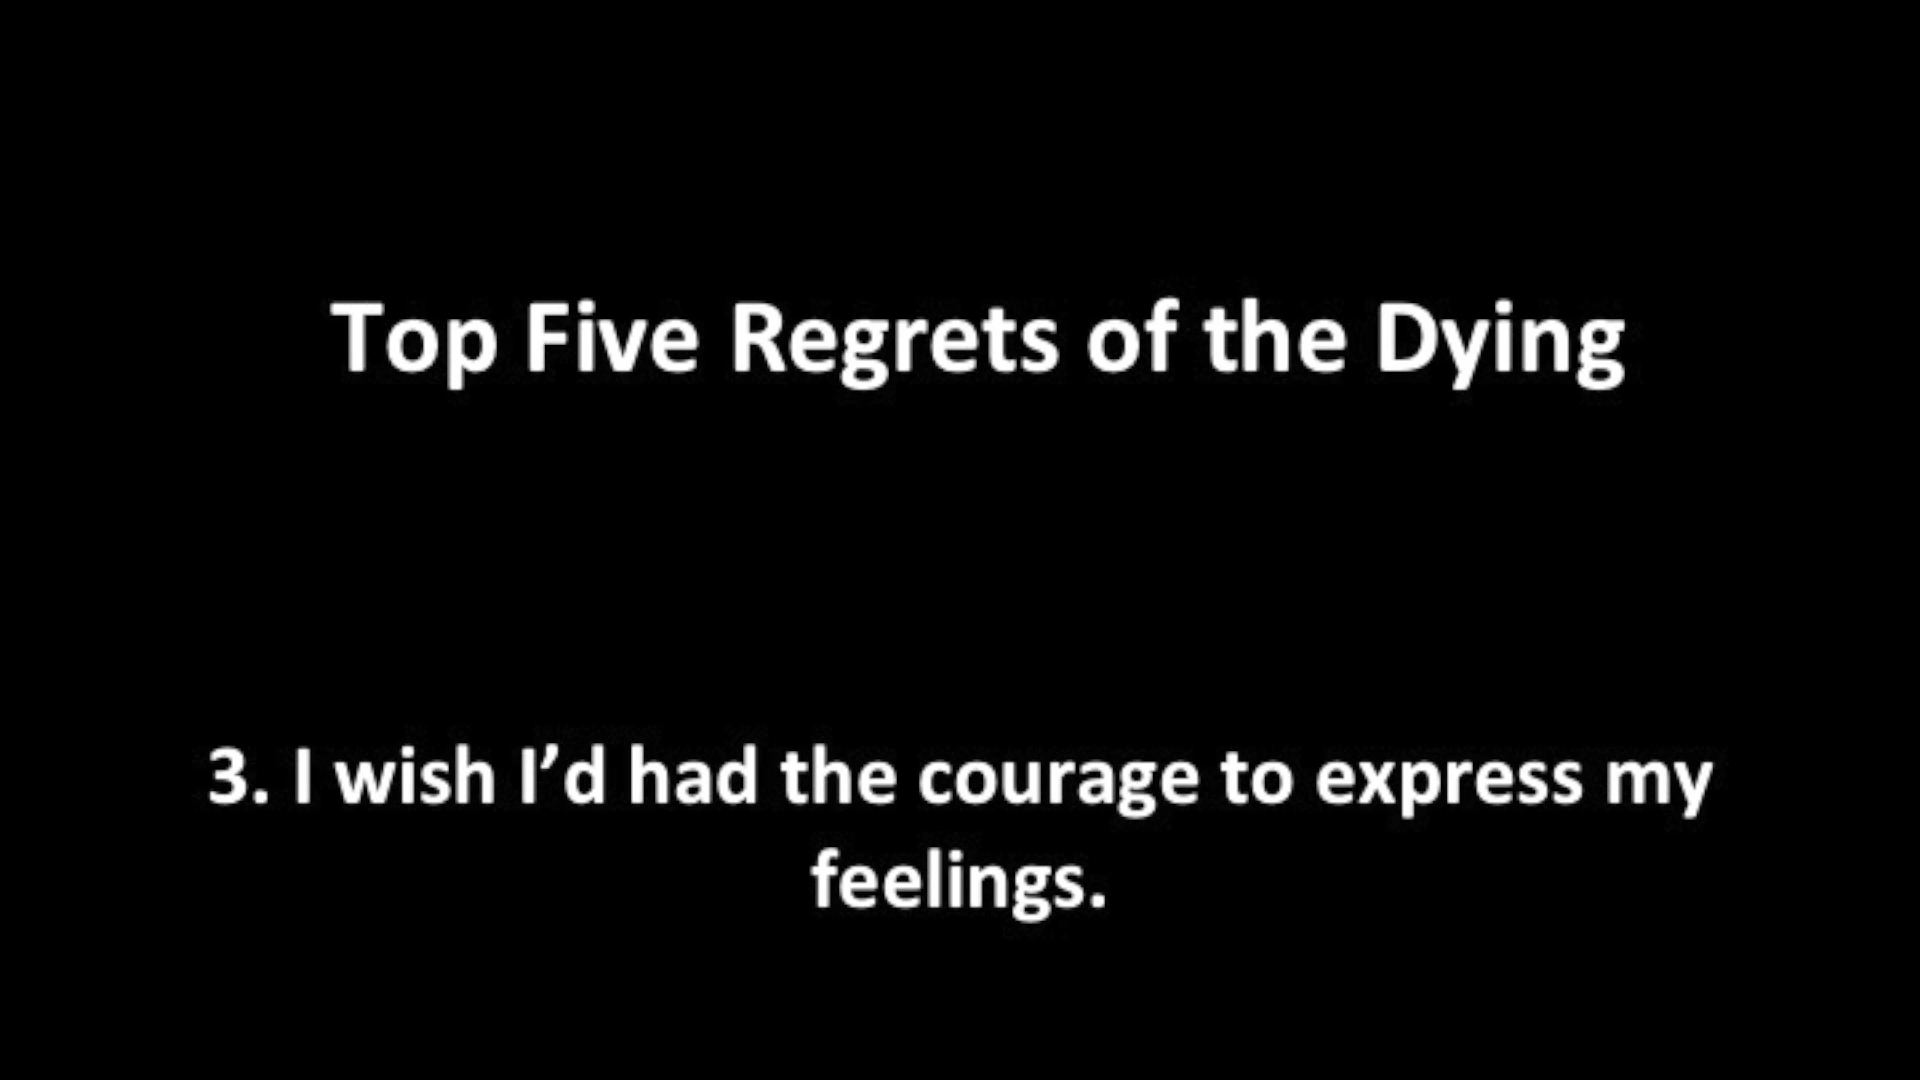 Top Five Regrets of the Dying
3. I wish I’d had the courage to express my
feelings.